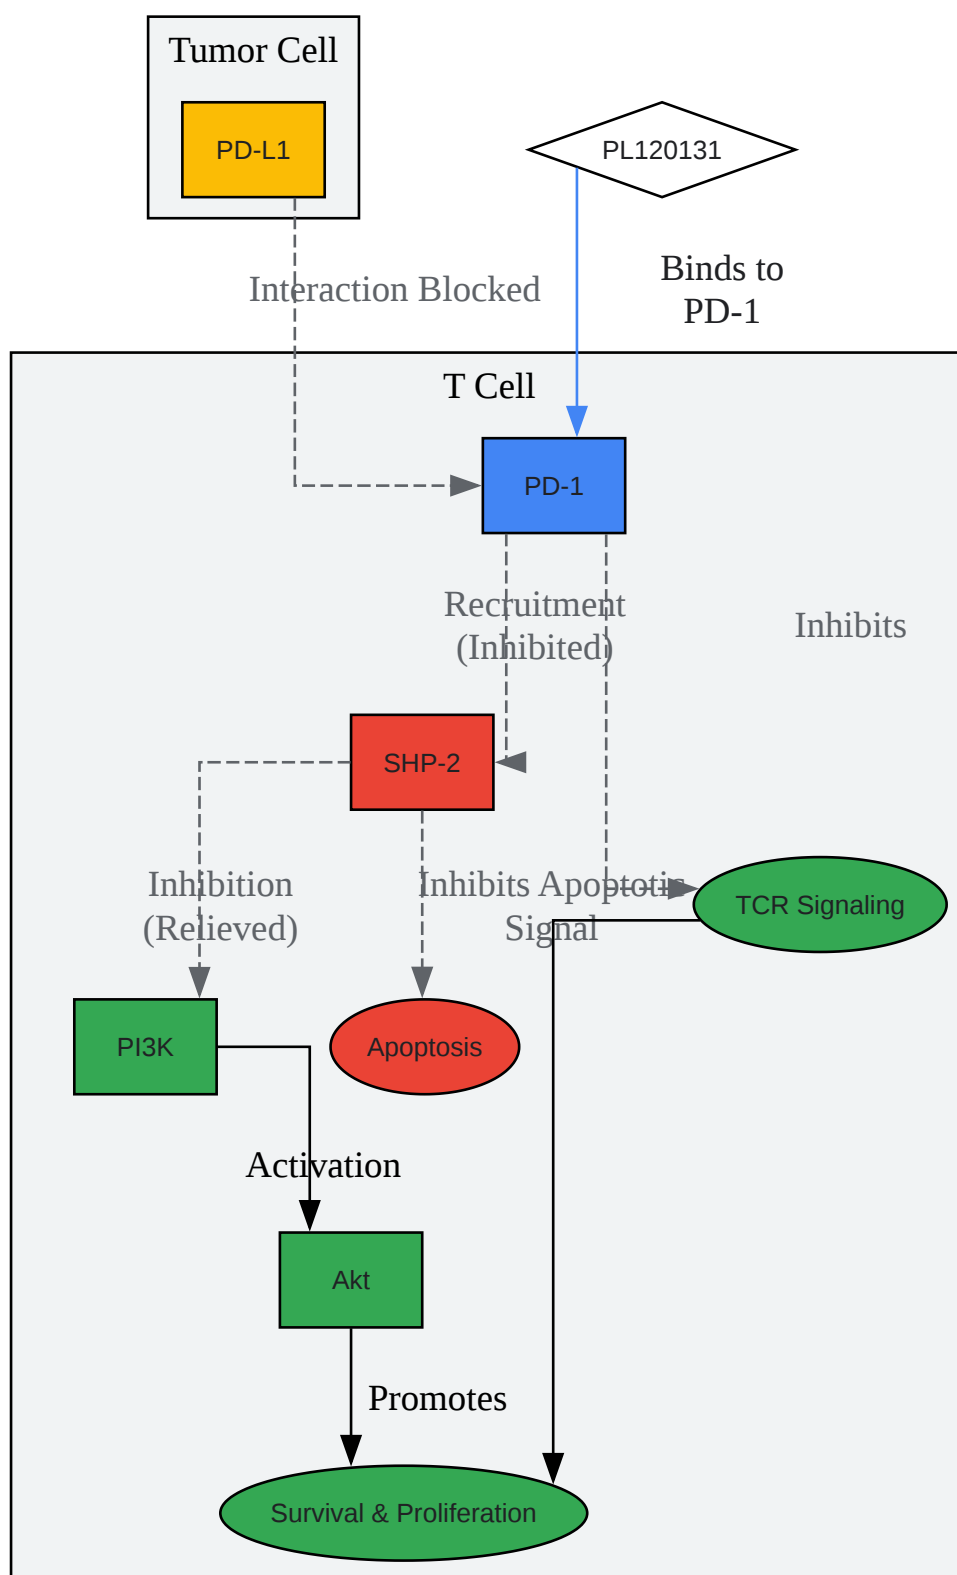 Tumor Cell
PD-L1
PL120131
Interaction Blocked
Binds to
PD-1
T Cell
PD-1
Recruitment
(Inhibited)
Inhibits
SHP-2
Inhibition
(Relieved)
Inhibits Apoptotic
Signal
TCR Signaling
PI3K
Apoptosis
Activation
Akt
Promotes
Survival & Proliferation